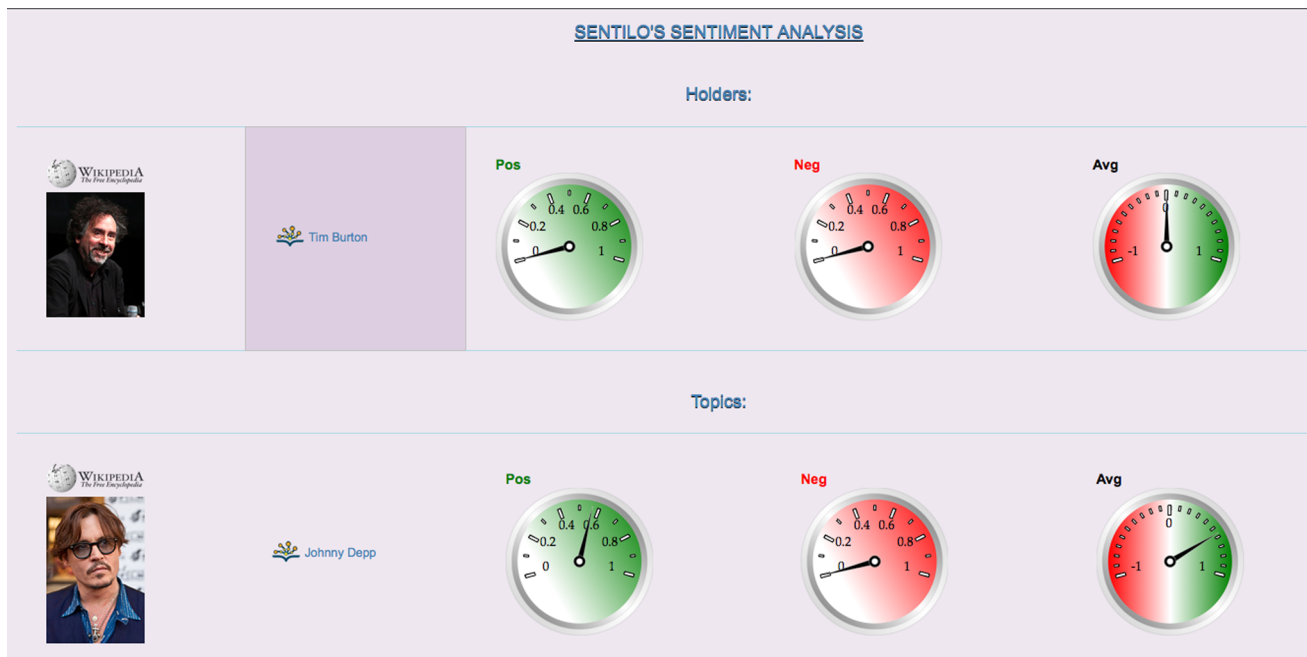 SENTILO'S SENTIMENT ANALYSIS
Holders:
WIKIPEDIA
The Free Encyclopedia
Tim Burton
Pos
0 0.2 0.4 0.6 0.8 1
Neg
0 0.2 0.4 0.6 0.8 1
Avg
-1 0 1
Topics:
WIKIPEDIA
The Free Encyclopedia
Johnny Depp
Pos
0 0.2 0.4 0.6 0.8 1
Neg
0 0.2 0.4 0.6 0.8 1
Avg
-1 0 1